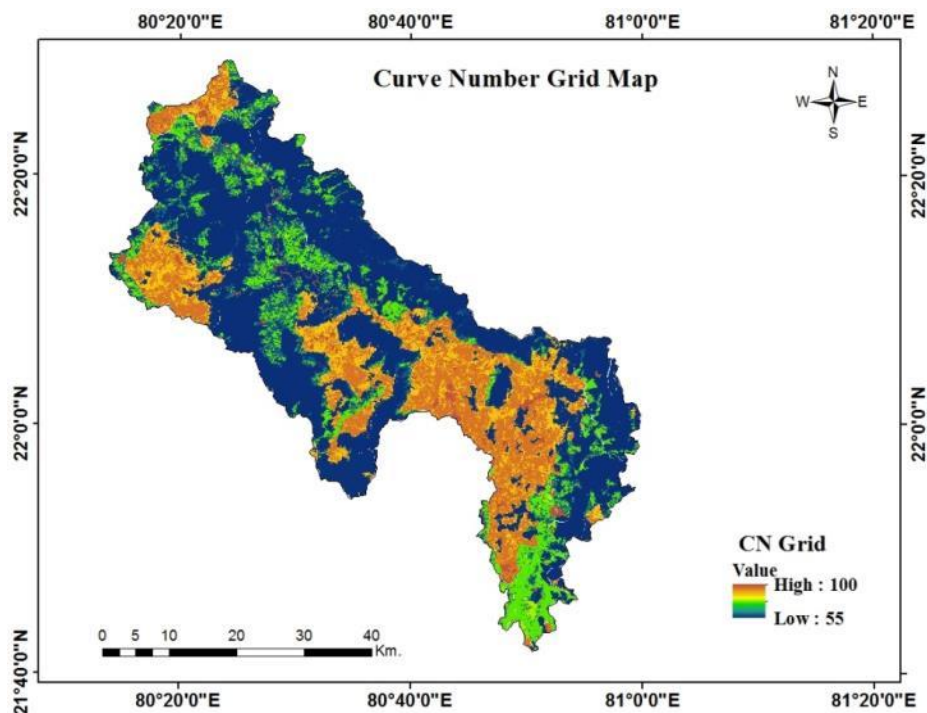 80°20'0"E 80°40'0"E 81°0'0"E 81°20'0"E
Curve Number Grid Map
N
W E
S
22°20'0"N 22°20'0"N
22°0'0"N 22°0'0"N
CN Grid
Value
High : 100
Low : 55
0 5 10 20 30 40
Km.
21°40'0"N 21°40'0"N
80°20'0"E 80°40'0"E 81°0'0"E 81°20'0"E